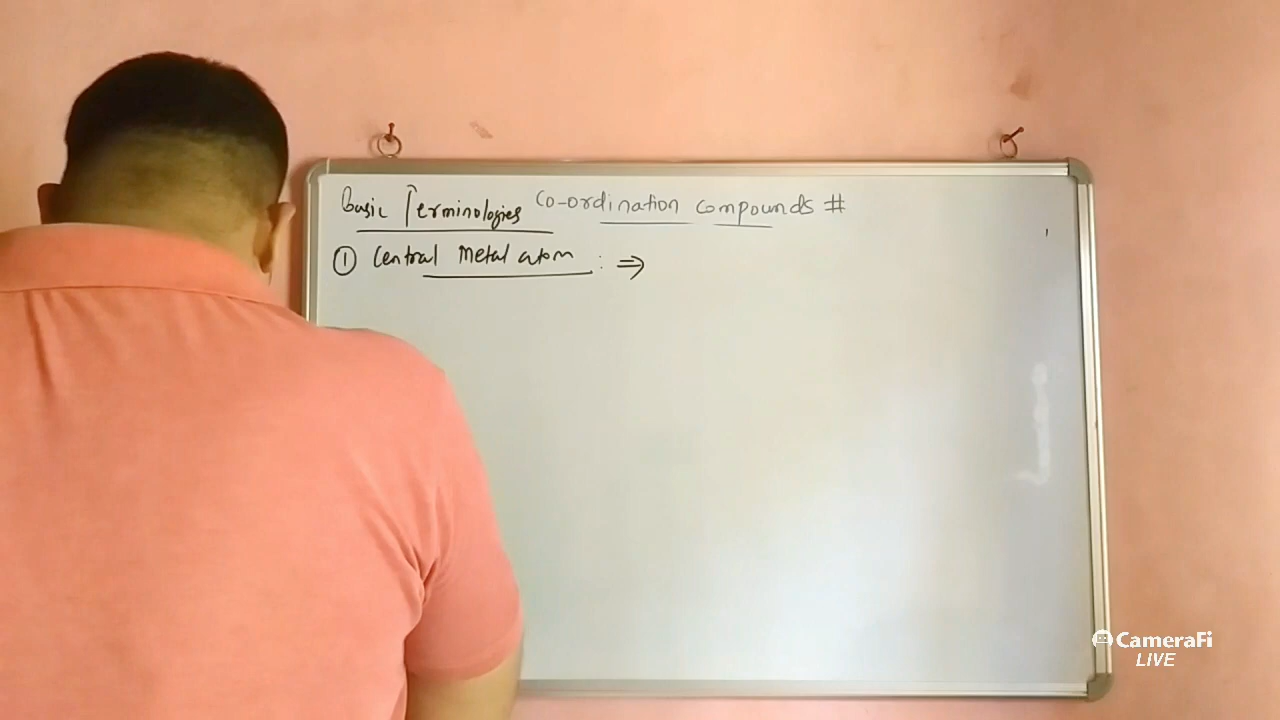 Basic Terminologies Co-ordination Compounds #
① Central Metal atom : ⇒
CameraFi
LIVE